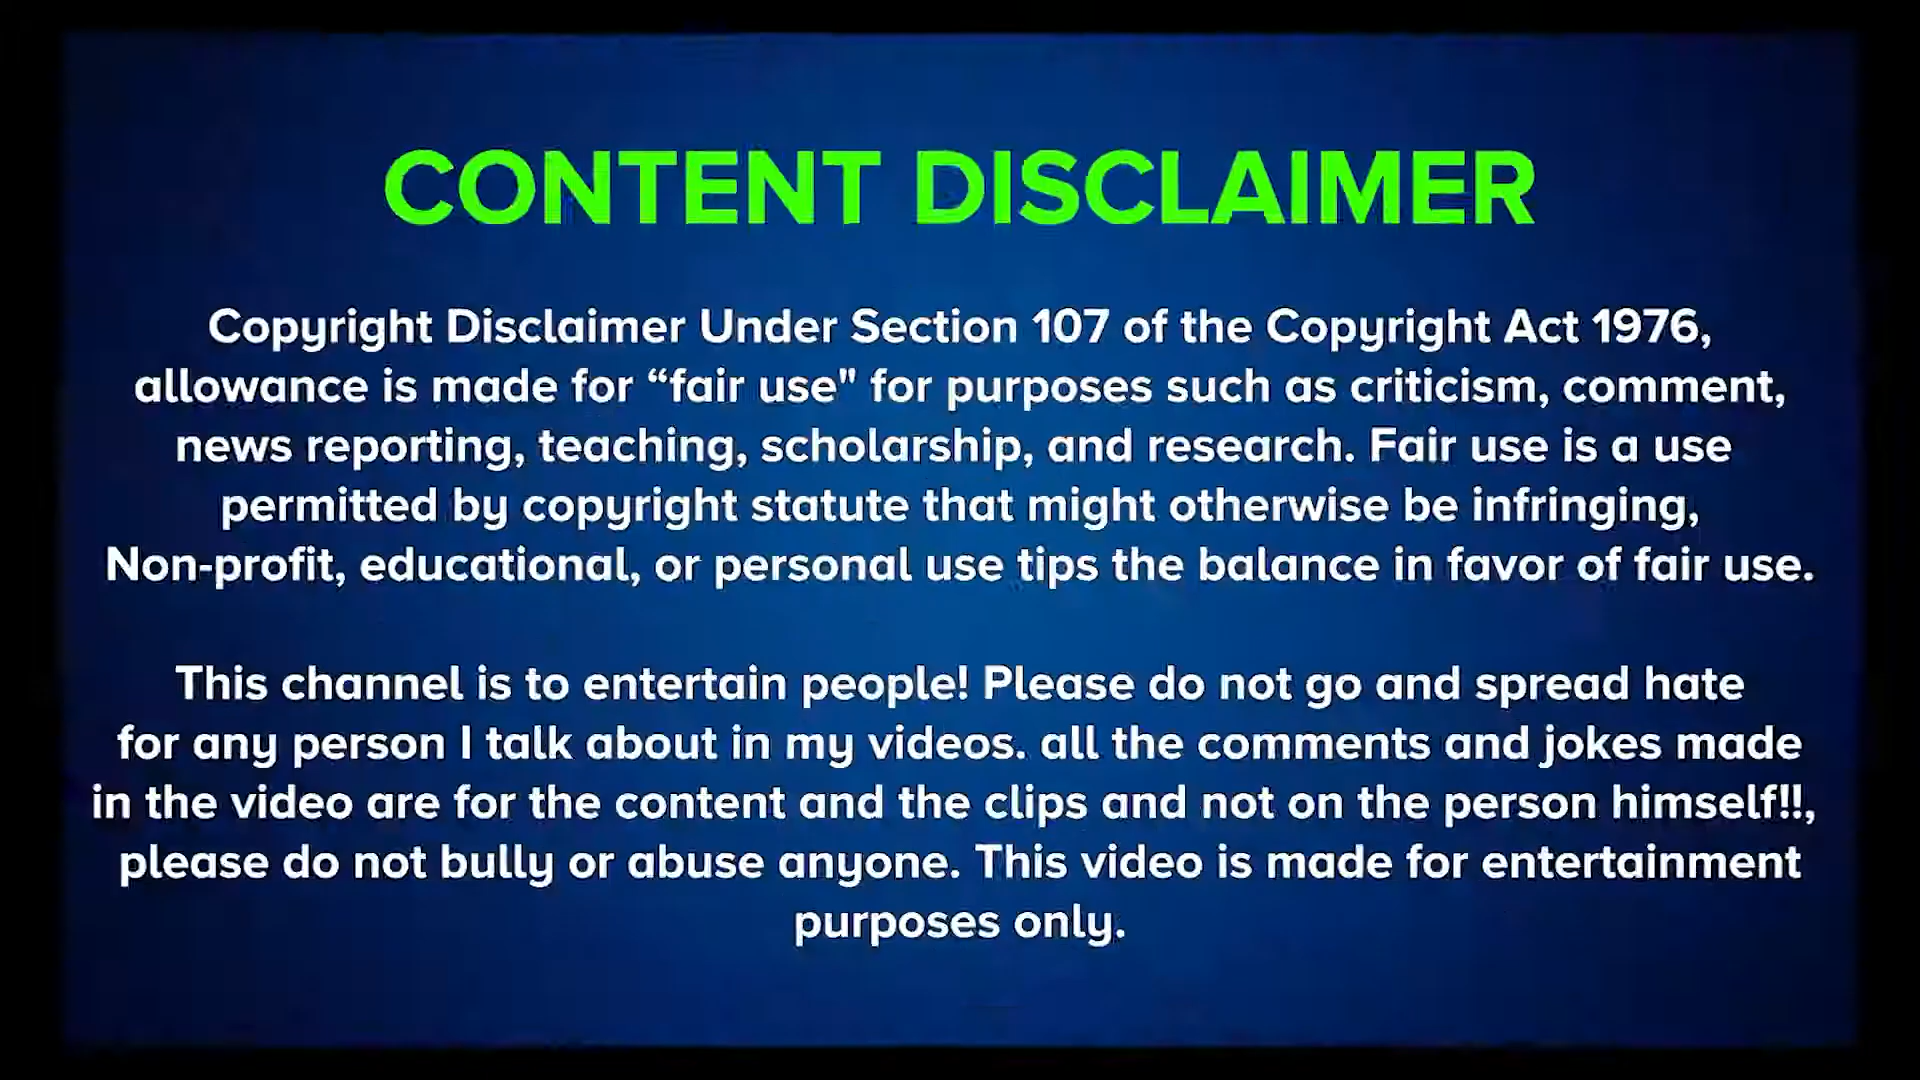 CONTENT DISCLAIMER
Copyright Disclaimer Under Section 107 of the Copyright Act 1976,
allowance is made for “fair use" for purposes such as criticism, comment,
news reporting, teaching, scholarship, and research. Fair use is a use
permitted by copyright statute that might otherwise be infringing,
Non-profit, educational, or personal use tips the balance in favor of fair use.
This channel is to entertain people! Please do not go and spread hate
for any person I talk about in my videos. all the comments and jokes made
in the video are for the content and the clips and not on the person himself!!,
please do not bully or abuse anyone. This video is made for entertainment
purposes only.